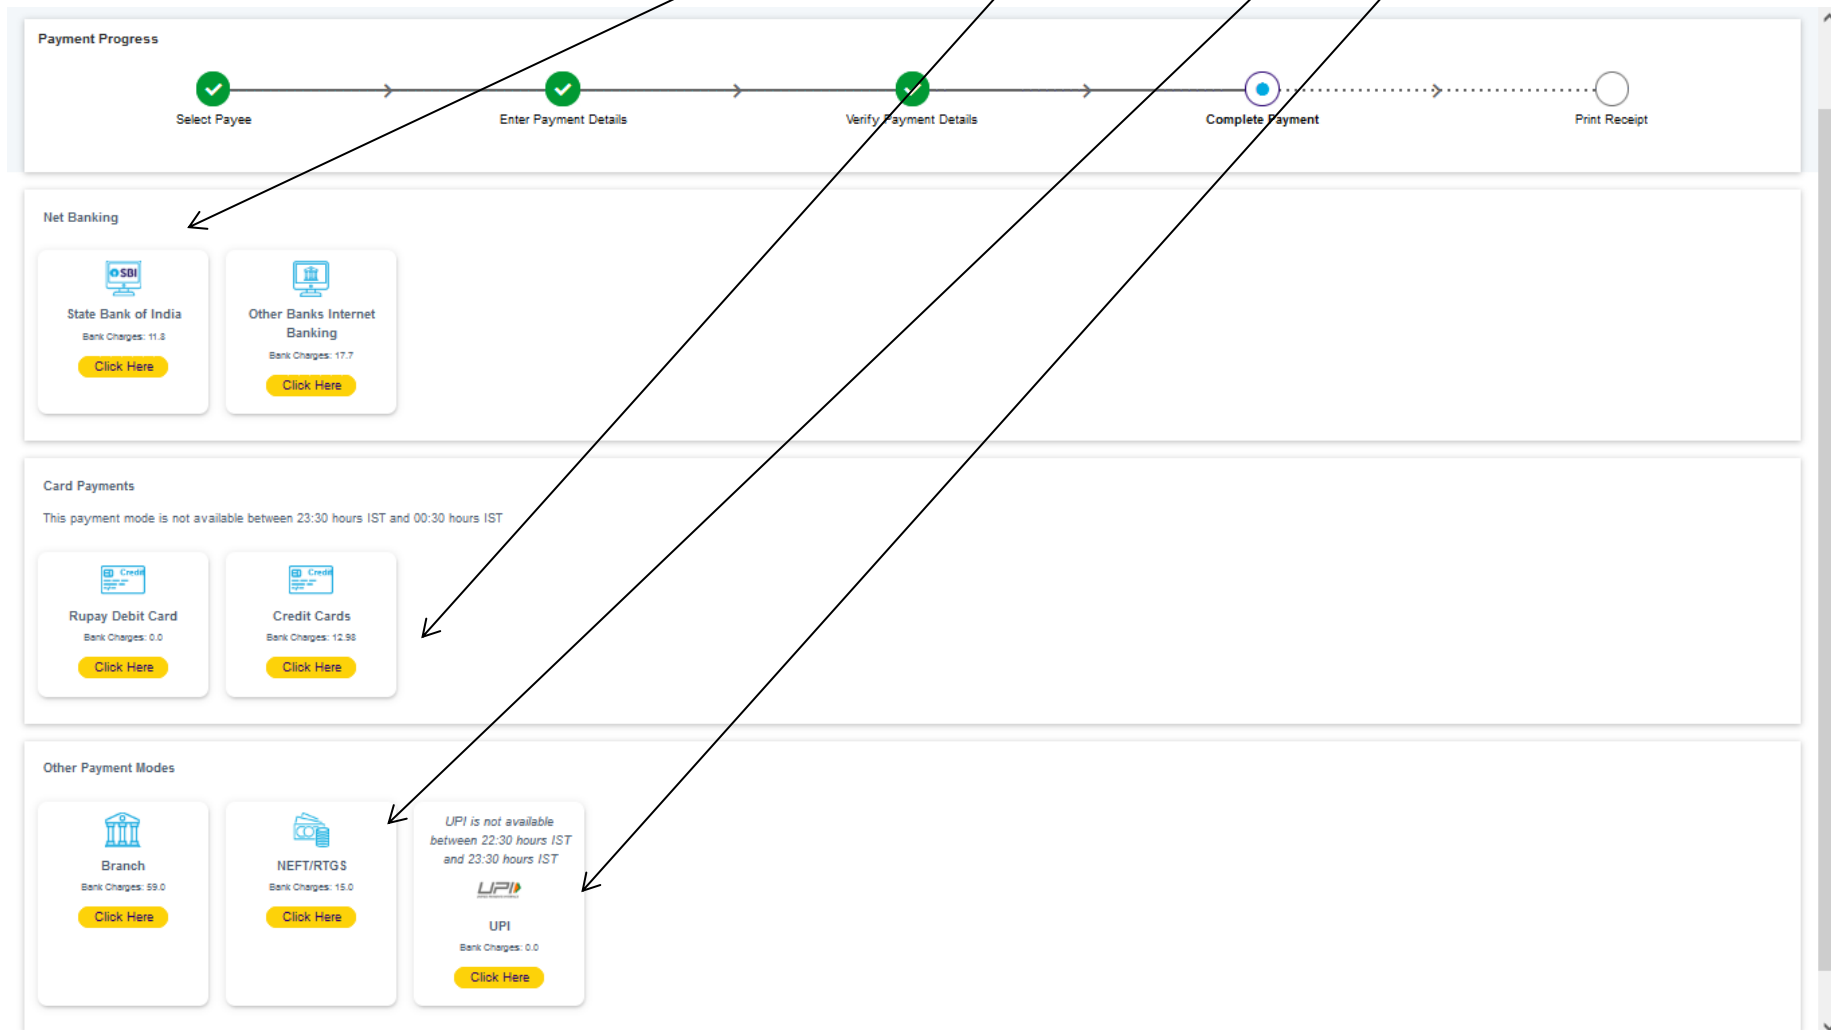 Payment Progress
Select Payee
Enter Payment Details
Verify Payment Details
Complete Payment
Print Receipt
Net Banking
SBI
State Bank of India
Bank Charges: 11.8
Click Here
Other Banks Internet
Banking
Bank Charges: 17.7
Click Here
Card Payments
This payment mode is not available between 23:30 hours IST and 00:30 hours IST
Credit
Rupay Debit Card
Bank Charges: 0.0
Click Here
Credit
Credit Cards
Bank Charges: 12.98
Click Here
Other Payment Modes
Branch
Bank Charges: 59.0
Click Here
NEFT/RTGS
Bank Charges: 15.0
Click Here
UPI is not available
between 22:30 hours IST
and 23:30 hours IST
UPI
UPI
Bank Charges: 0.0
Click Here